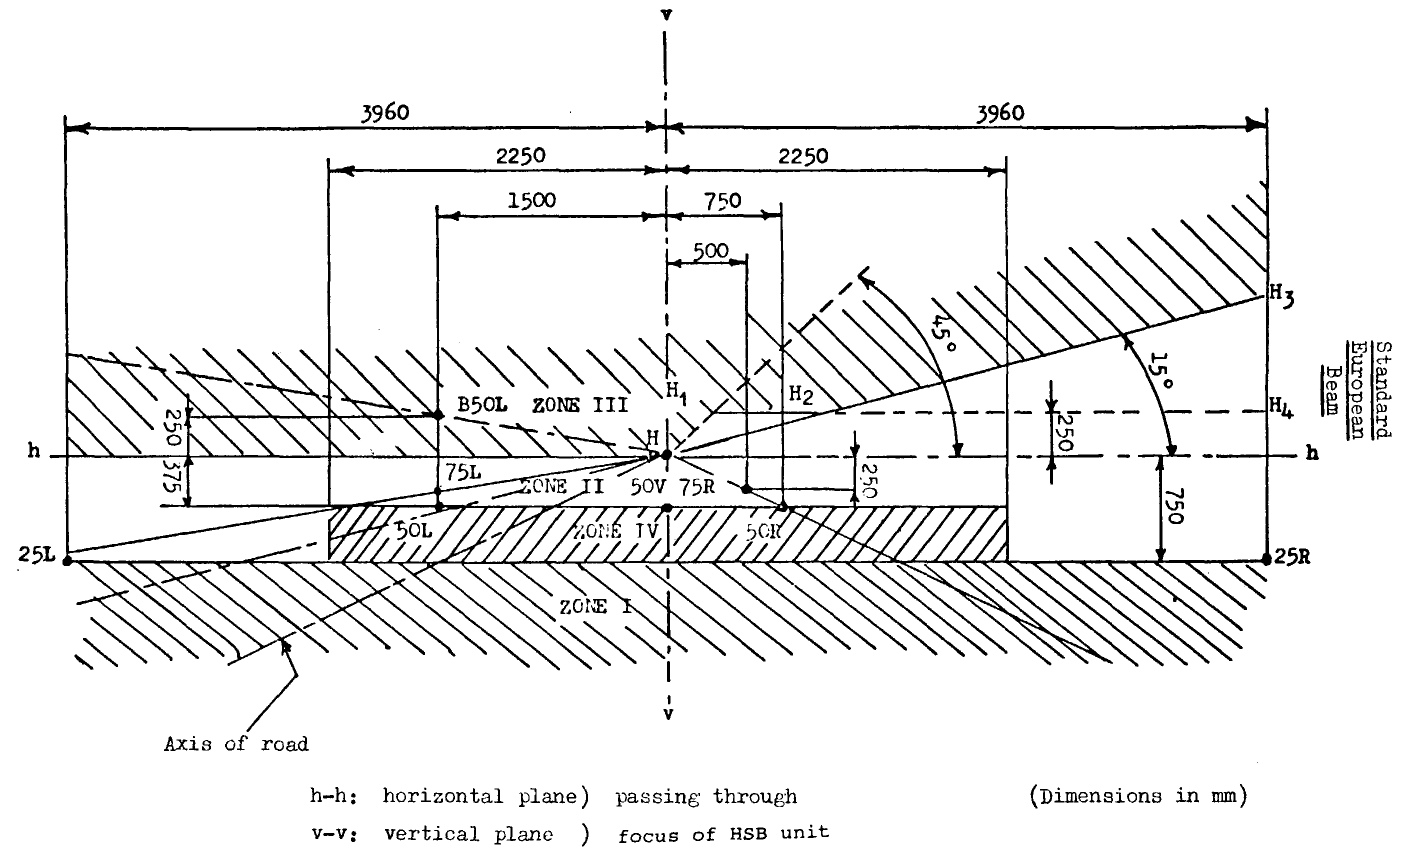 v
3960 3960
2250 2250
1500 750
500
H3
45°
15°
Standard
European
Beam
H1 H2
B50L ZONE III
H4
250
250
H
h h
75L
375
ZONE II 50V 75R
250
750
50L ZONE IV 50R
25L 25R
ZONE I
v
Axis of road
h-h: horizontal plane) passing through (Dimensions in mm)
v-v: vertical plane ) focus of HSB unit